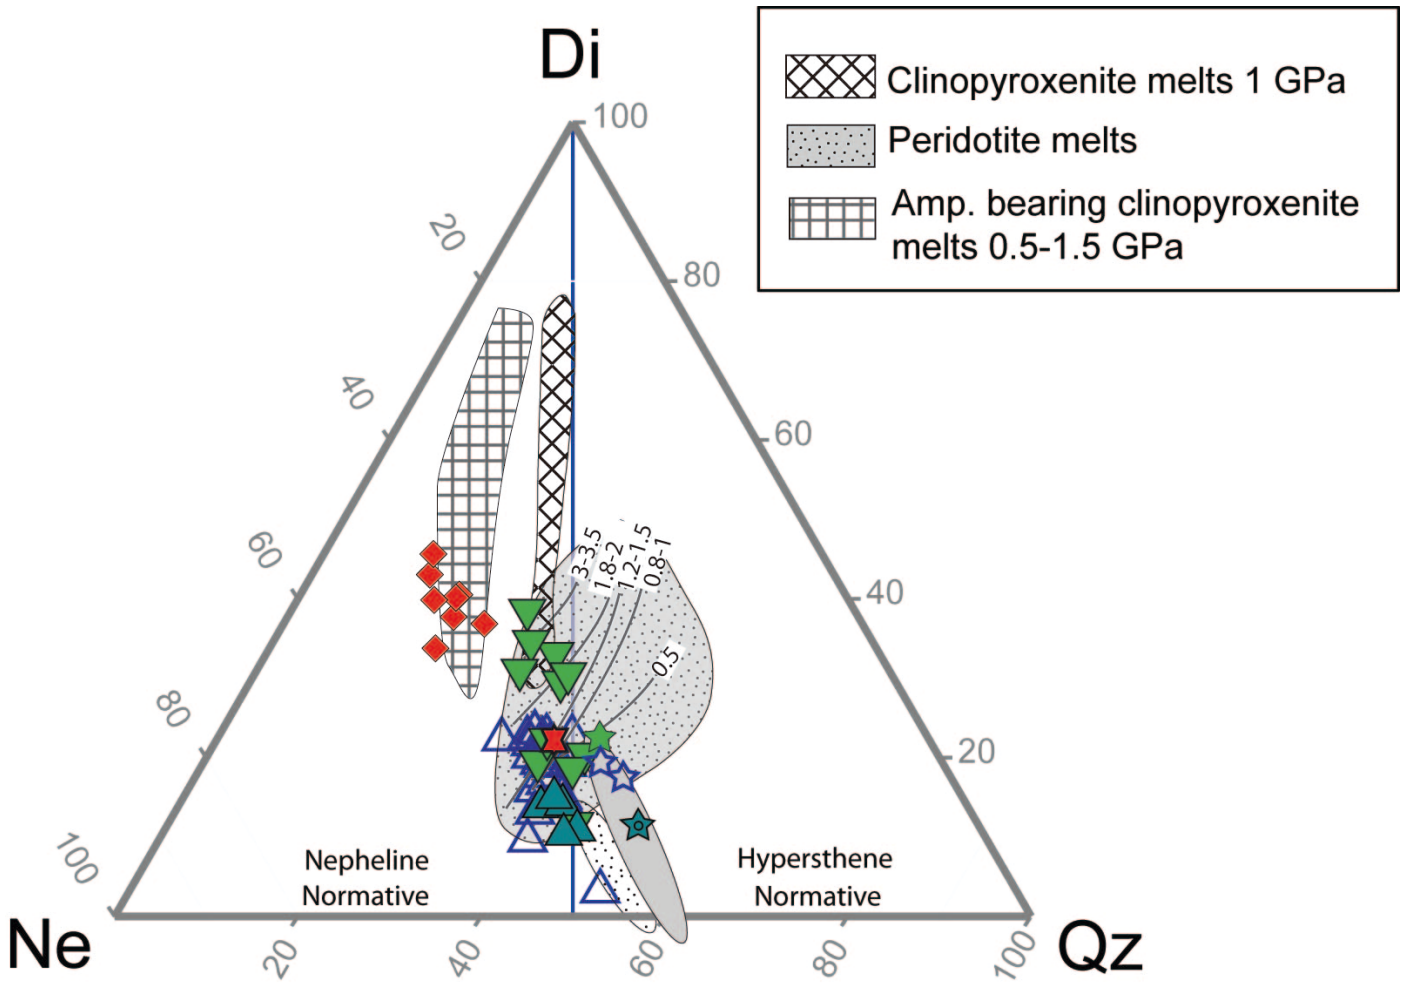 Di
Clinopyroxenite melts 1 GPa
Peridotite melts
Amp. bearing clinopyroxenite
melts 0.5-1.5 GPa
100
20
80
40
60
3-3.5
1.8-2
1.2-1.5
0.8-1
60
40
0.5
80
20
100
Nepheline
Normative
Hypersthene
Normative
Ne
20
40
60
80
100
Qz